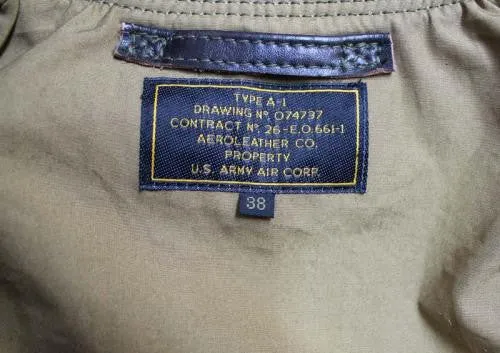 TYPE A-1
DRAWING Nº. 074737
CONTRACT Nº. 26-E.O.661-1
AEROLEATHER CO.
PROPERTY
U.S. ARMY AIR CORP.
38